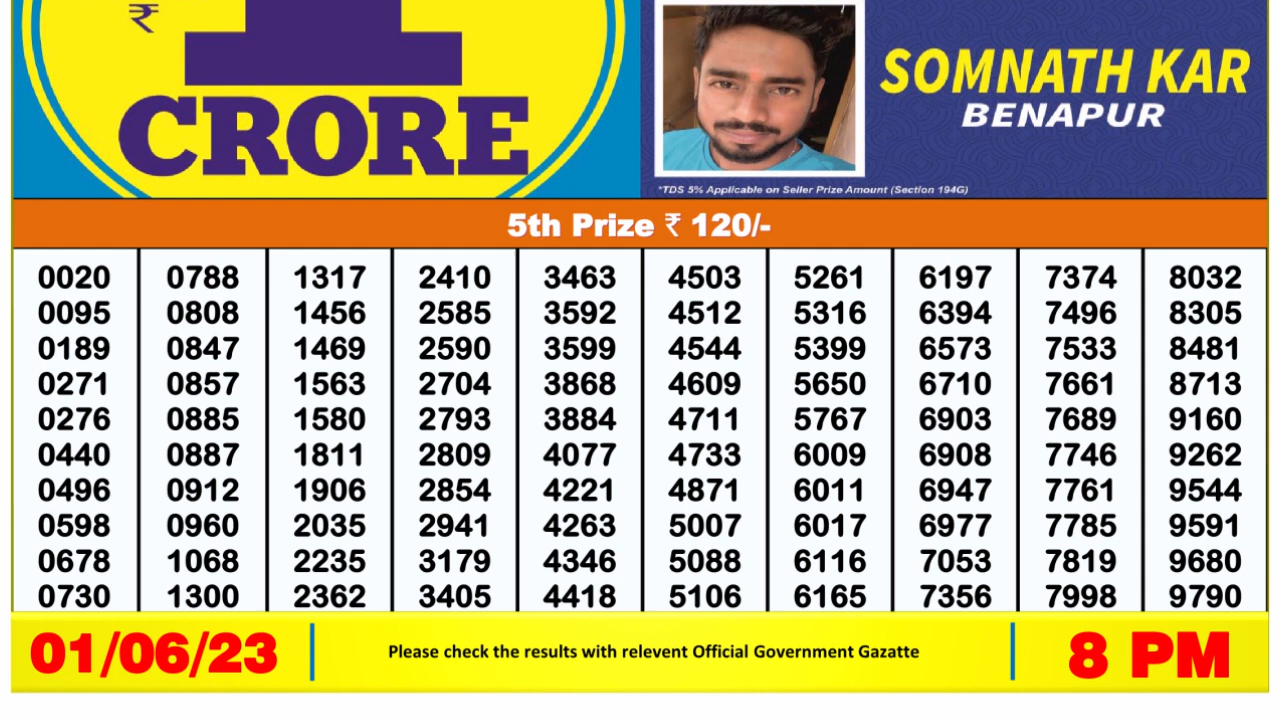 ₹
1
CRORE
SOMNATH KAR
BENAPUR
*TDS 5% Applicable on Seller Prize Amount (Section 194G)
5th Prize ₹ 120/-
0020 0788 1317 2410 3463 4503 5261 6197 7374 8032
0095 0808 1456 2585 3592 4512 5316 6394 7496 8305
0189 0847 1469 2590 3599 4544 5399 6573 7533 8481
0271 0857 1563 2704 3868 4609 5650 6710 7661 8713
0276 0885 1580 2793 3884 4711 5767 6903 7689 9160
0440 0887 1811 2809 4077 4733 6009 6908 7746 9262
0496 0912 1906 2854 4221 4871 6011 6947 7761 9544
0598 0960 2035 2941 4263 5007 6017 6977 7785 9591
0678 1068 2235 3179 4346 5088 6116 7053 7819 9680
0730 1300 2362 3405 4418 5106 6165 7356 7998 9790
01/06/23
Please check the results with relevent Official Government Gazatte
8 PM